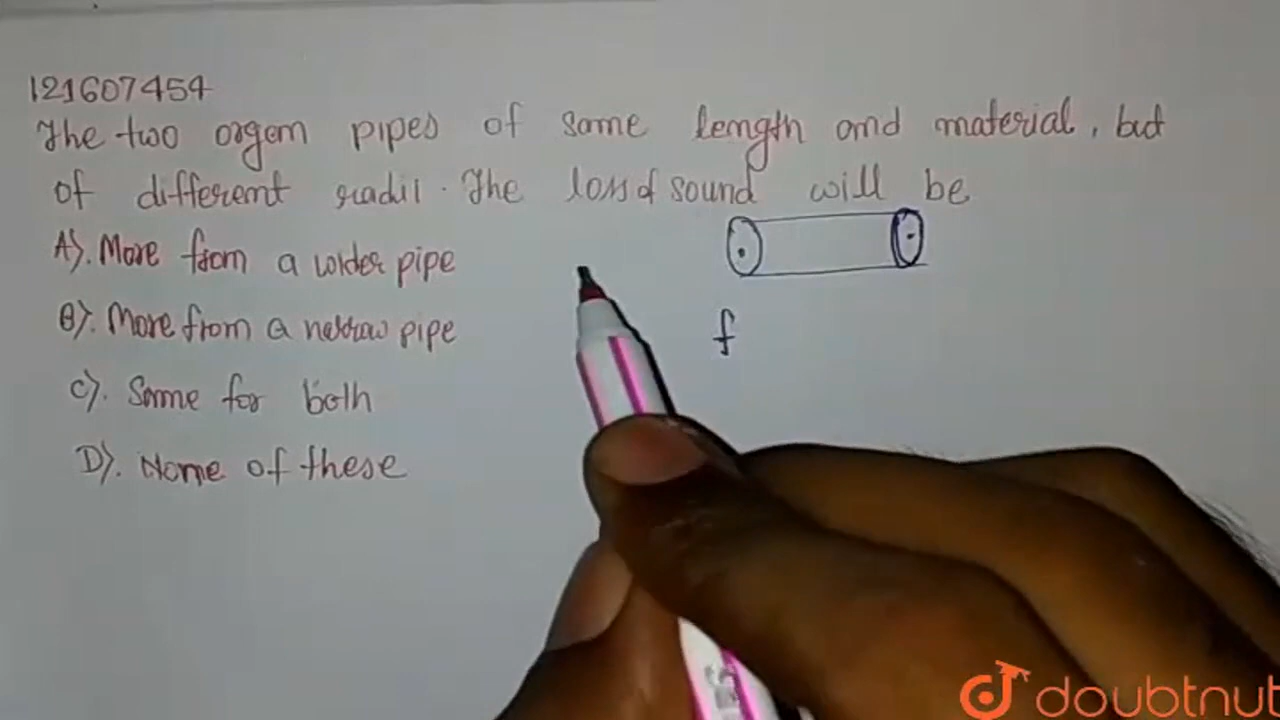 121607454
The two organ pipes of same length and material, but
of different radii. The loss of sound will be
A). More from a wider pipe
B). More from a narrow pipe
C). Same for both
D). None of these
f
doubtnut